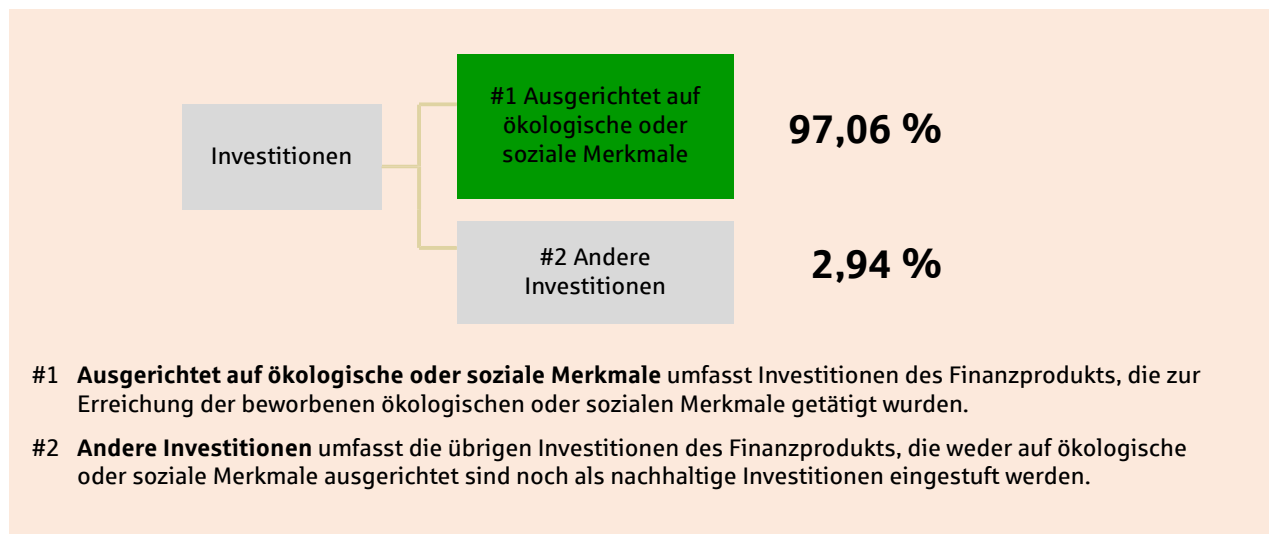 #1 Ausgerichtet auf
ökologische oder
soziale Merkmale
97,06 %
Investitionen
#2 Andere
Investitionen
2,94 %
#1 Ausgerichtet auf ökologische oder soziale Merkmale umfasst Investitionen des Finanzprodukts, die zur
Erreichung der beworbenen ökologischen oder sozialen Merkmale getätigt wurden.
#2 Andere Investitionen umfasst die übrigen Investitionen des Finanzprodukts, die weder auf ökologische
oder soziale Merkmale ausgerichtet sind noch als nachhaltige Investitionen eingestuft werden.